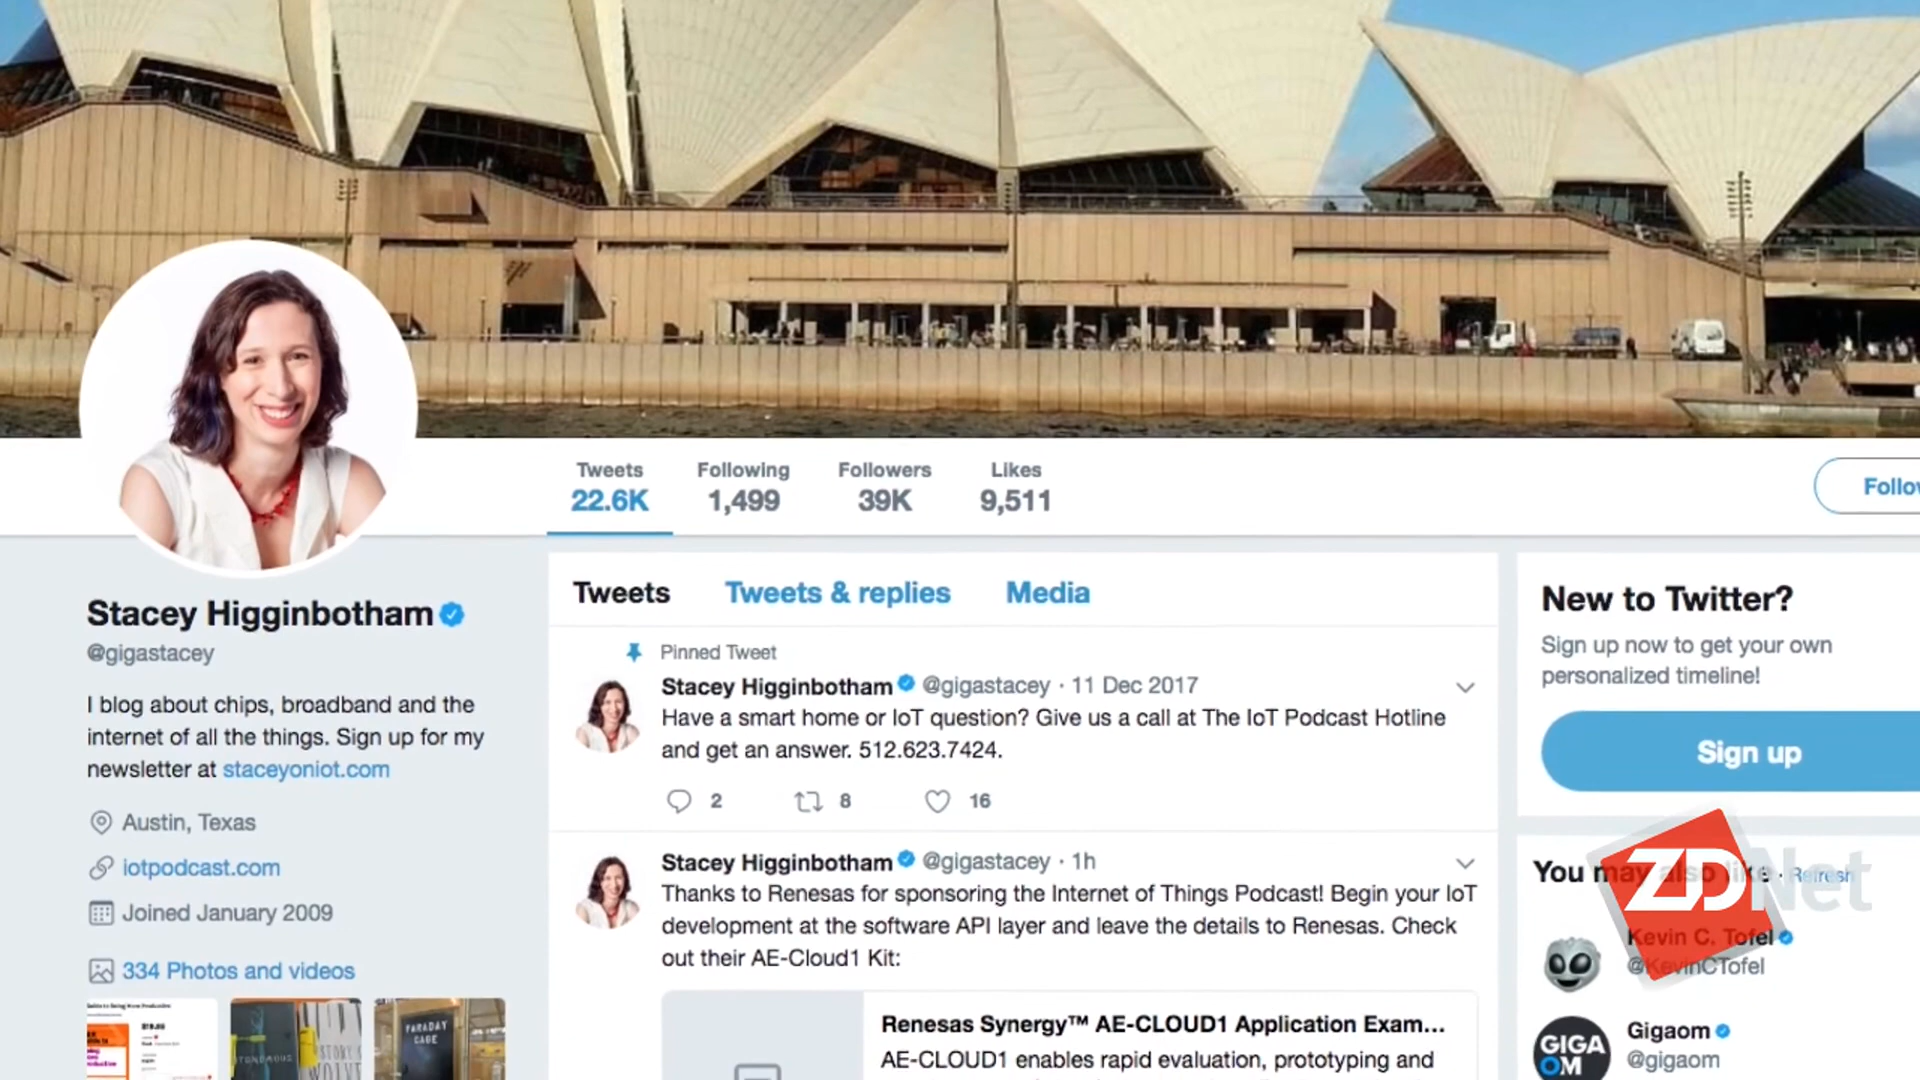 Tweets
22.6K
Following
1,499
Followers
39K
Likes
9,511
Follow
Stacey Higginbotham
@gigastacey
I blog about chips, broadband and the
internet of all the things. Sign up for my
newsletter at staceyoniot.com
Austin, Texas
iotpodcast.com
Joined January 2009
334 Photos and videos
FARADAY
CAGE
Tweets Tweets & replies Media
Pinned Tweet
Stacey Higginbotham @gigastacey · 11 Dec 2017
Have a smart home or IoT question? Give us a call at The IoT Podcast Hotline
and get an answer. 512.623.7424.
2 8 16
Stacey Higginbotham @gigastacey · 1h
Thanks to Renesas for sponsoring the Internet of Things Podcast! Begin your IoT
development at the software API layer and leave the details to Renesas. Check
out their AE-Cloud1 Kit:
Renesas Synergy™ AE-CLOUD1 Application Exam...
AE-CLOUD1 enables rapid evaluation, prototyping and
New to Twitter?
Sign up now to get your own
personalized timeline!
Sign up
You may also like · Refresh
ZDNet
Kevin C. Tofel
@KevinCTofel
GIGA
OM
Gigaom
@gigaom